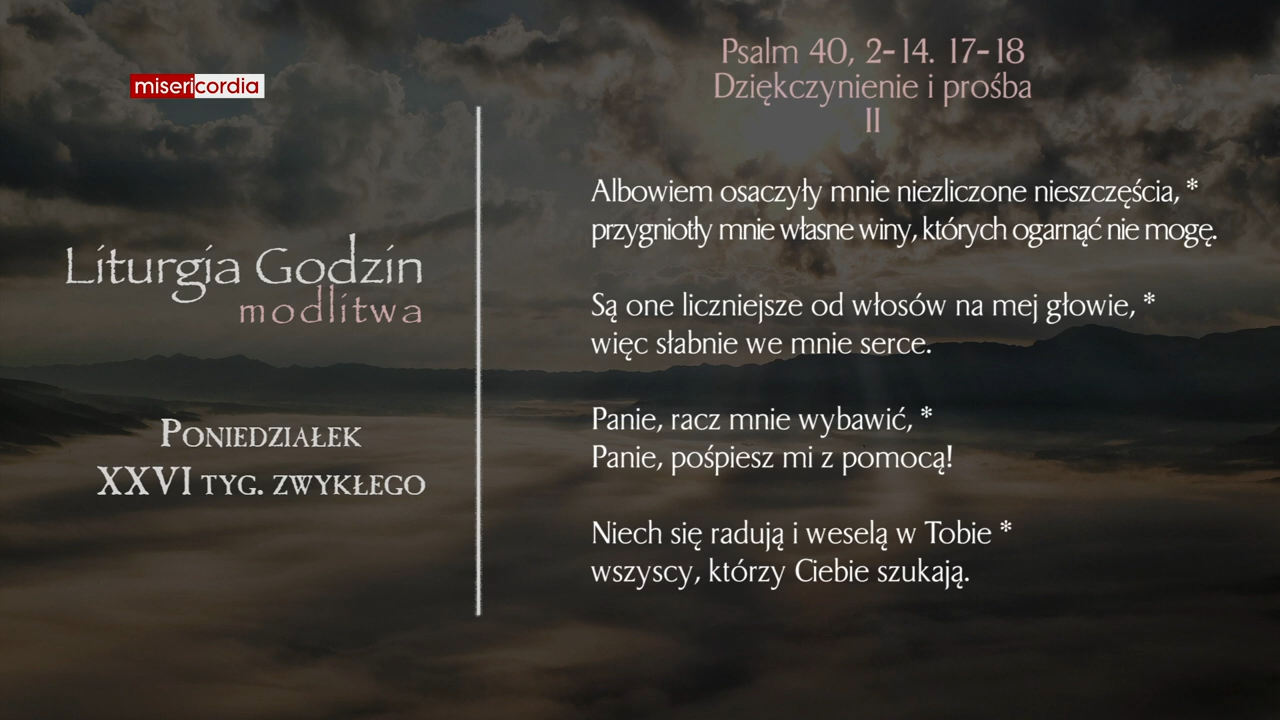 misericordia
Liturgia Godzin
modlitwa
Poniedziałek
XXVI tyg. zwykłego
Psalm 40, 2-14. 17-18
Dziękczynienie i prośba
II
Albowiem osaczyły mnie niezliczone nieszczęścia, *
przygniotły mnie własne winy, których ogarnąć nie mogę.
Są one liczniejsze od włosów na mej głowie, *
więc słabnie we mnie serce.
Panie, racz mnie wybawić, *
Panie, pośpiesz mi z pomocą!
Niech się radują i weselą w Tobie *
wszyscy, którzy Ciebie szukają.